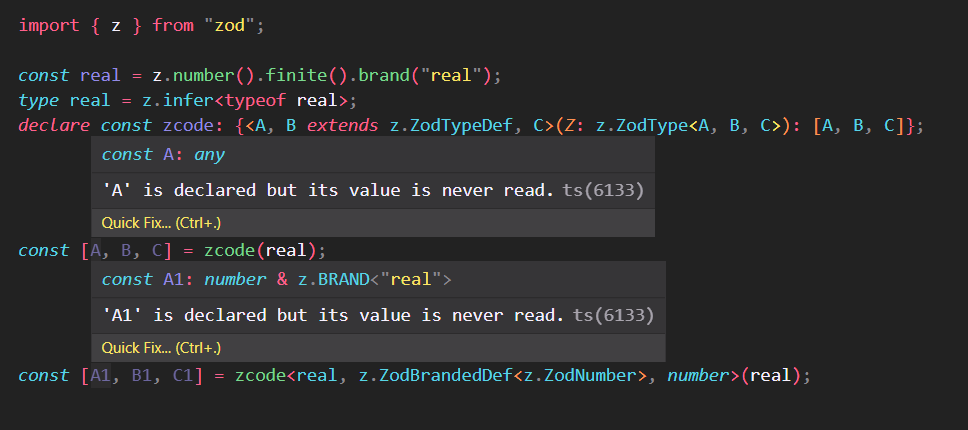 import { z } from "zod";
const real = z.number().finite().brand("real");
type real = z.infer<typeof real>;
declare const zcode: {<A, B extends z.ZodTypeDef, C>(Z: z.ZodType<A, B, C>): [A, B, C]};
const A: any
'A' is declared but its value is never read. ts(6133)
Quick Fix... (Ctrl+.)
const [A, B, C] = zcode(real);
const A1: number & z.BRAND<"real">
'A1' is declared but its value is never read. ts(6133)
Quick Fix... (Ctrl+.)
const [A1, B1, C1] = zcode<real, z.ZodBrandedDef<z.ZodNumber>, number>(real);